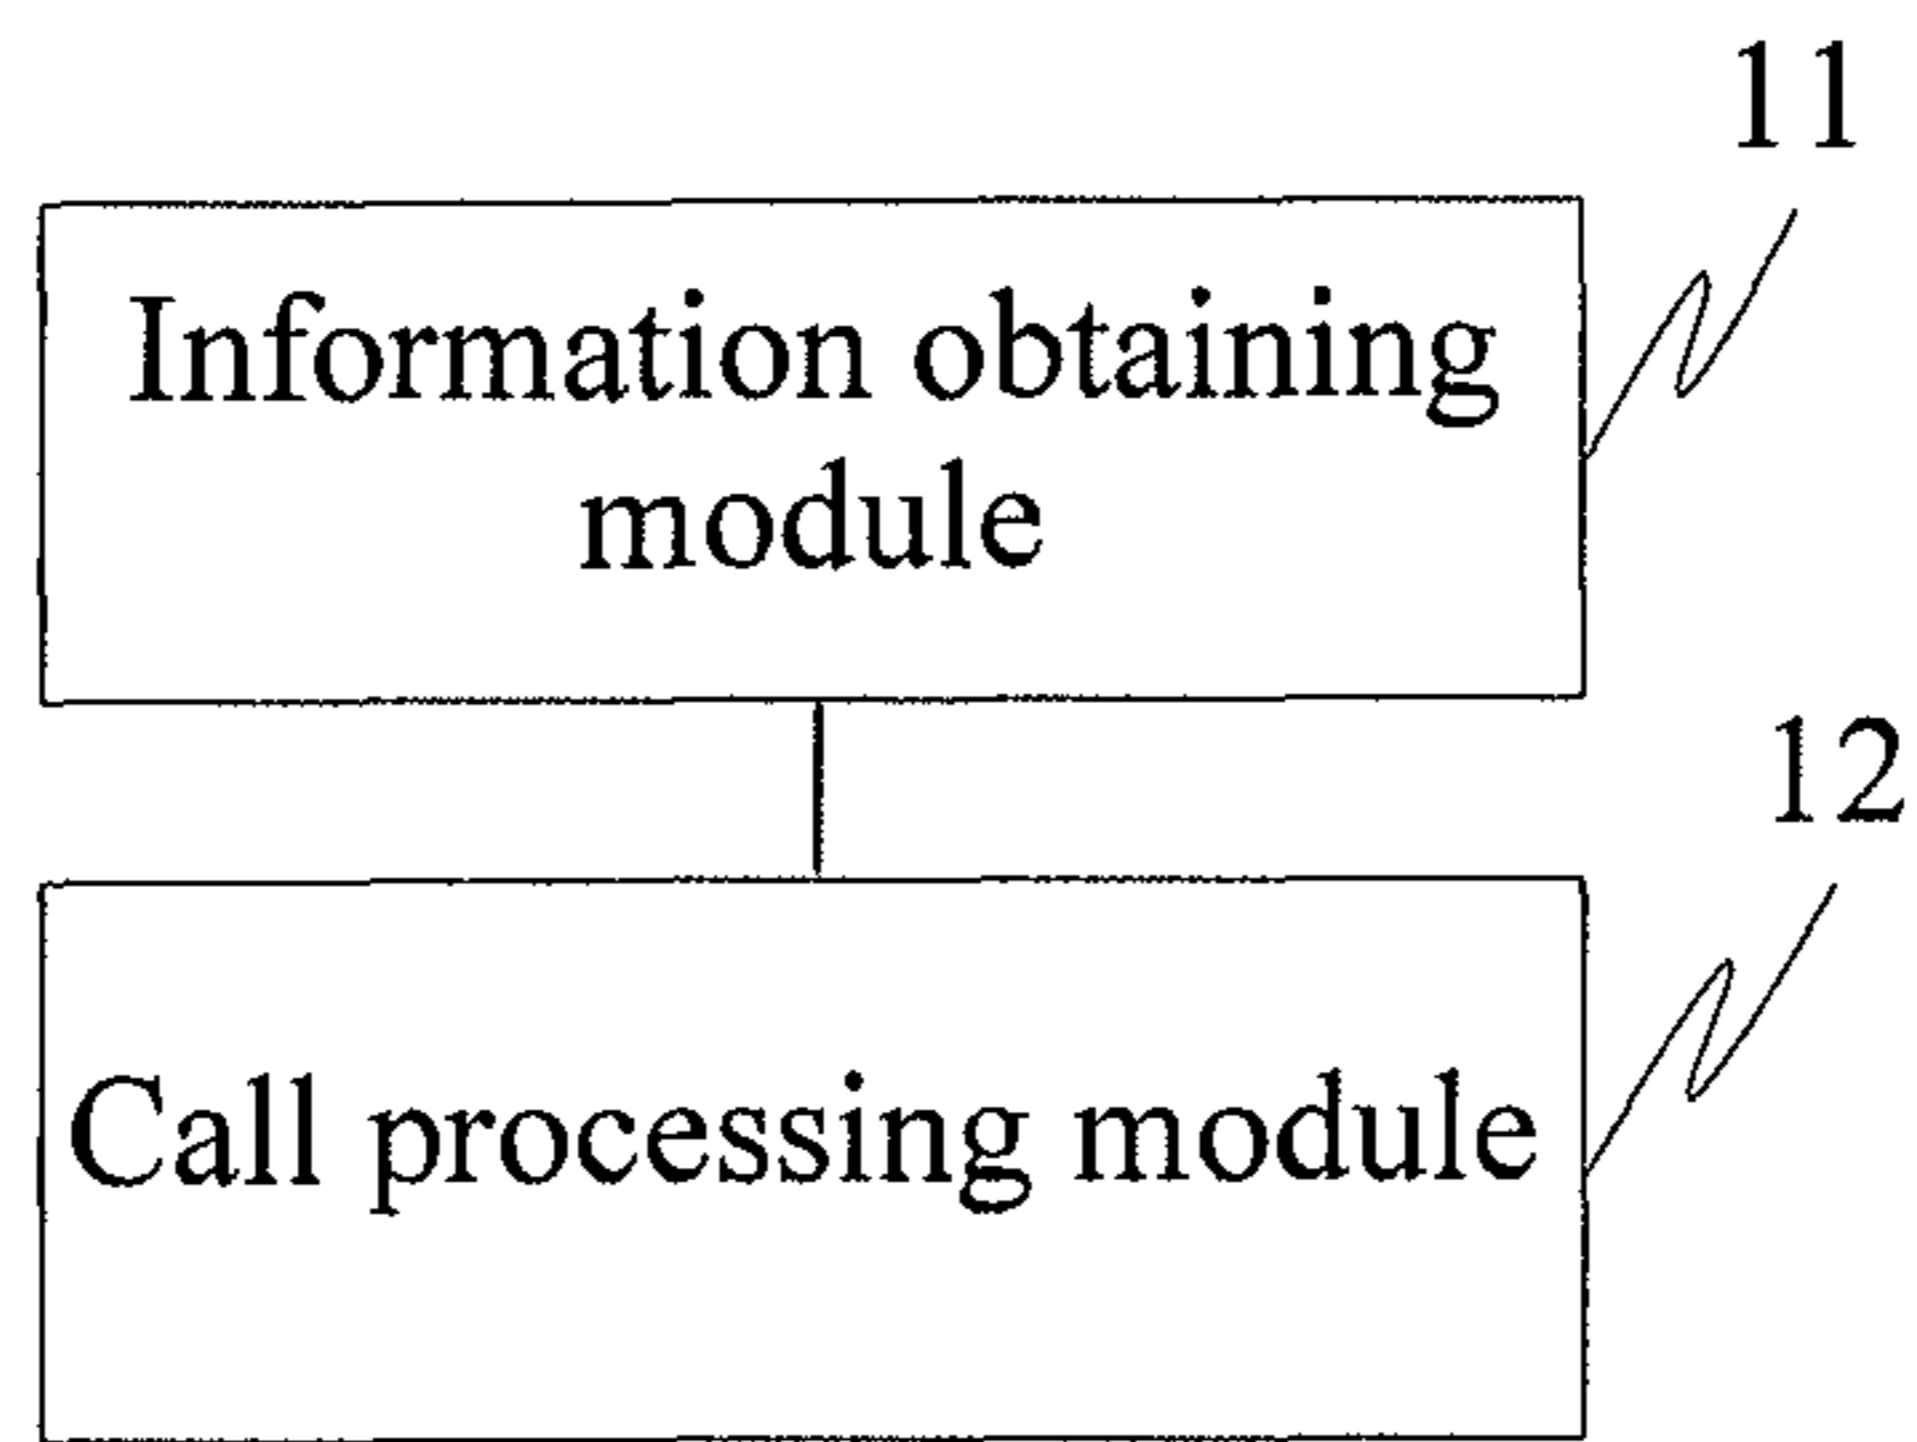 11
Information obtaining
module
12
Call processing module